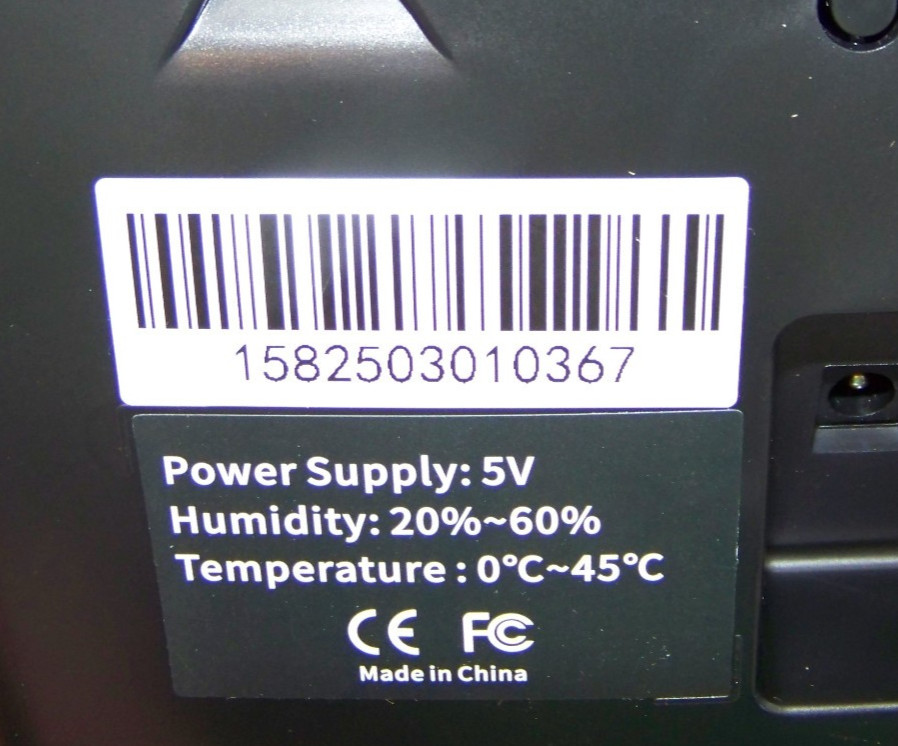 1582503010367
Power Supply: 5V
Humidity: 20%~60%
Temperature : 0°C~45°C
CE FC
Made in China